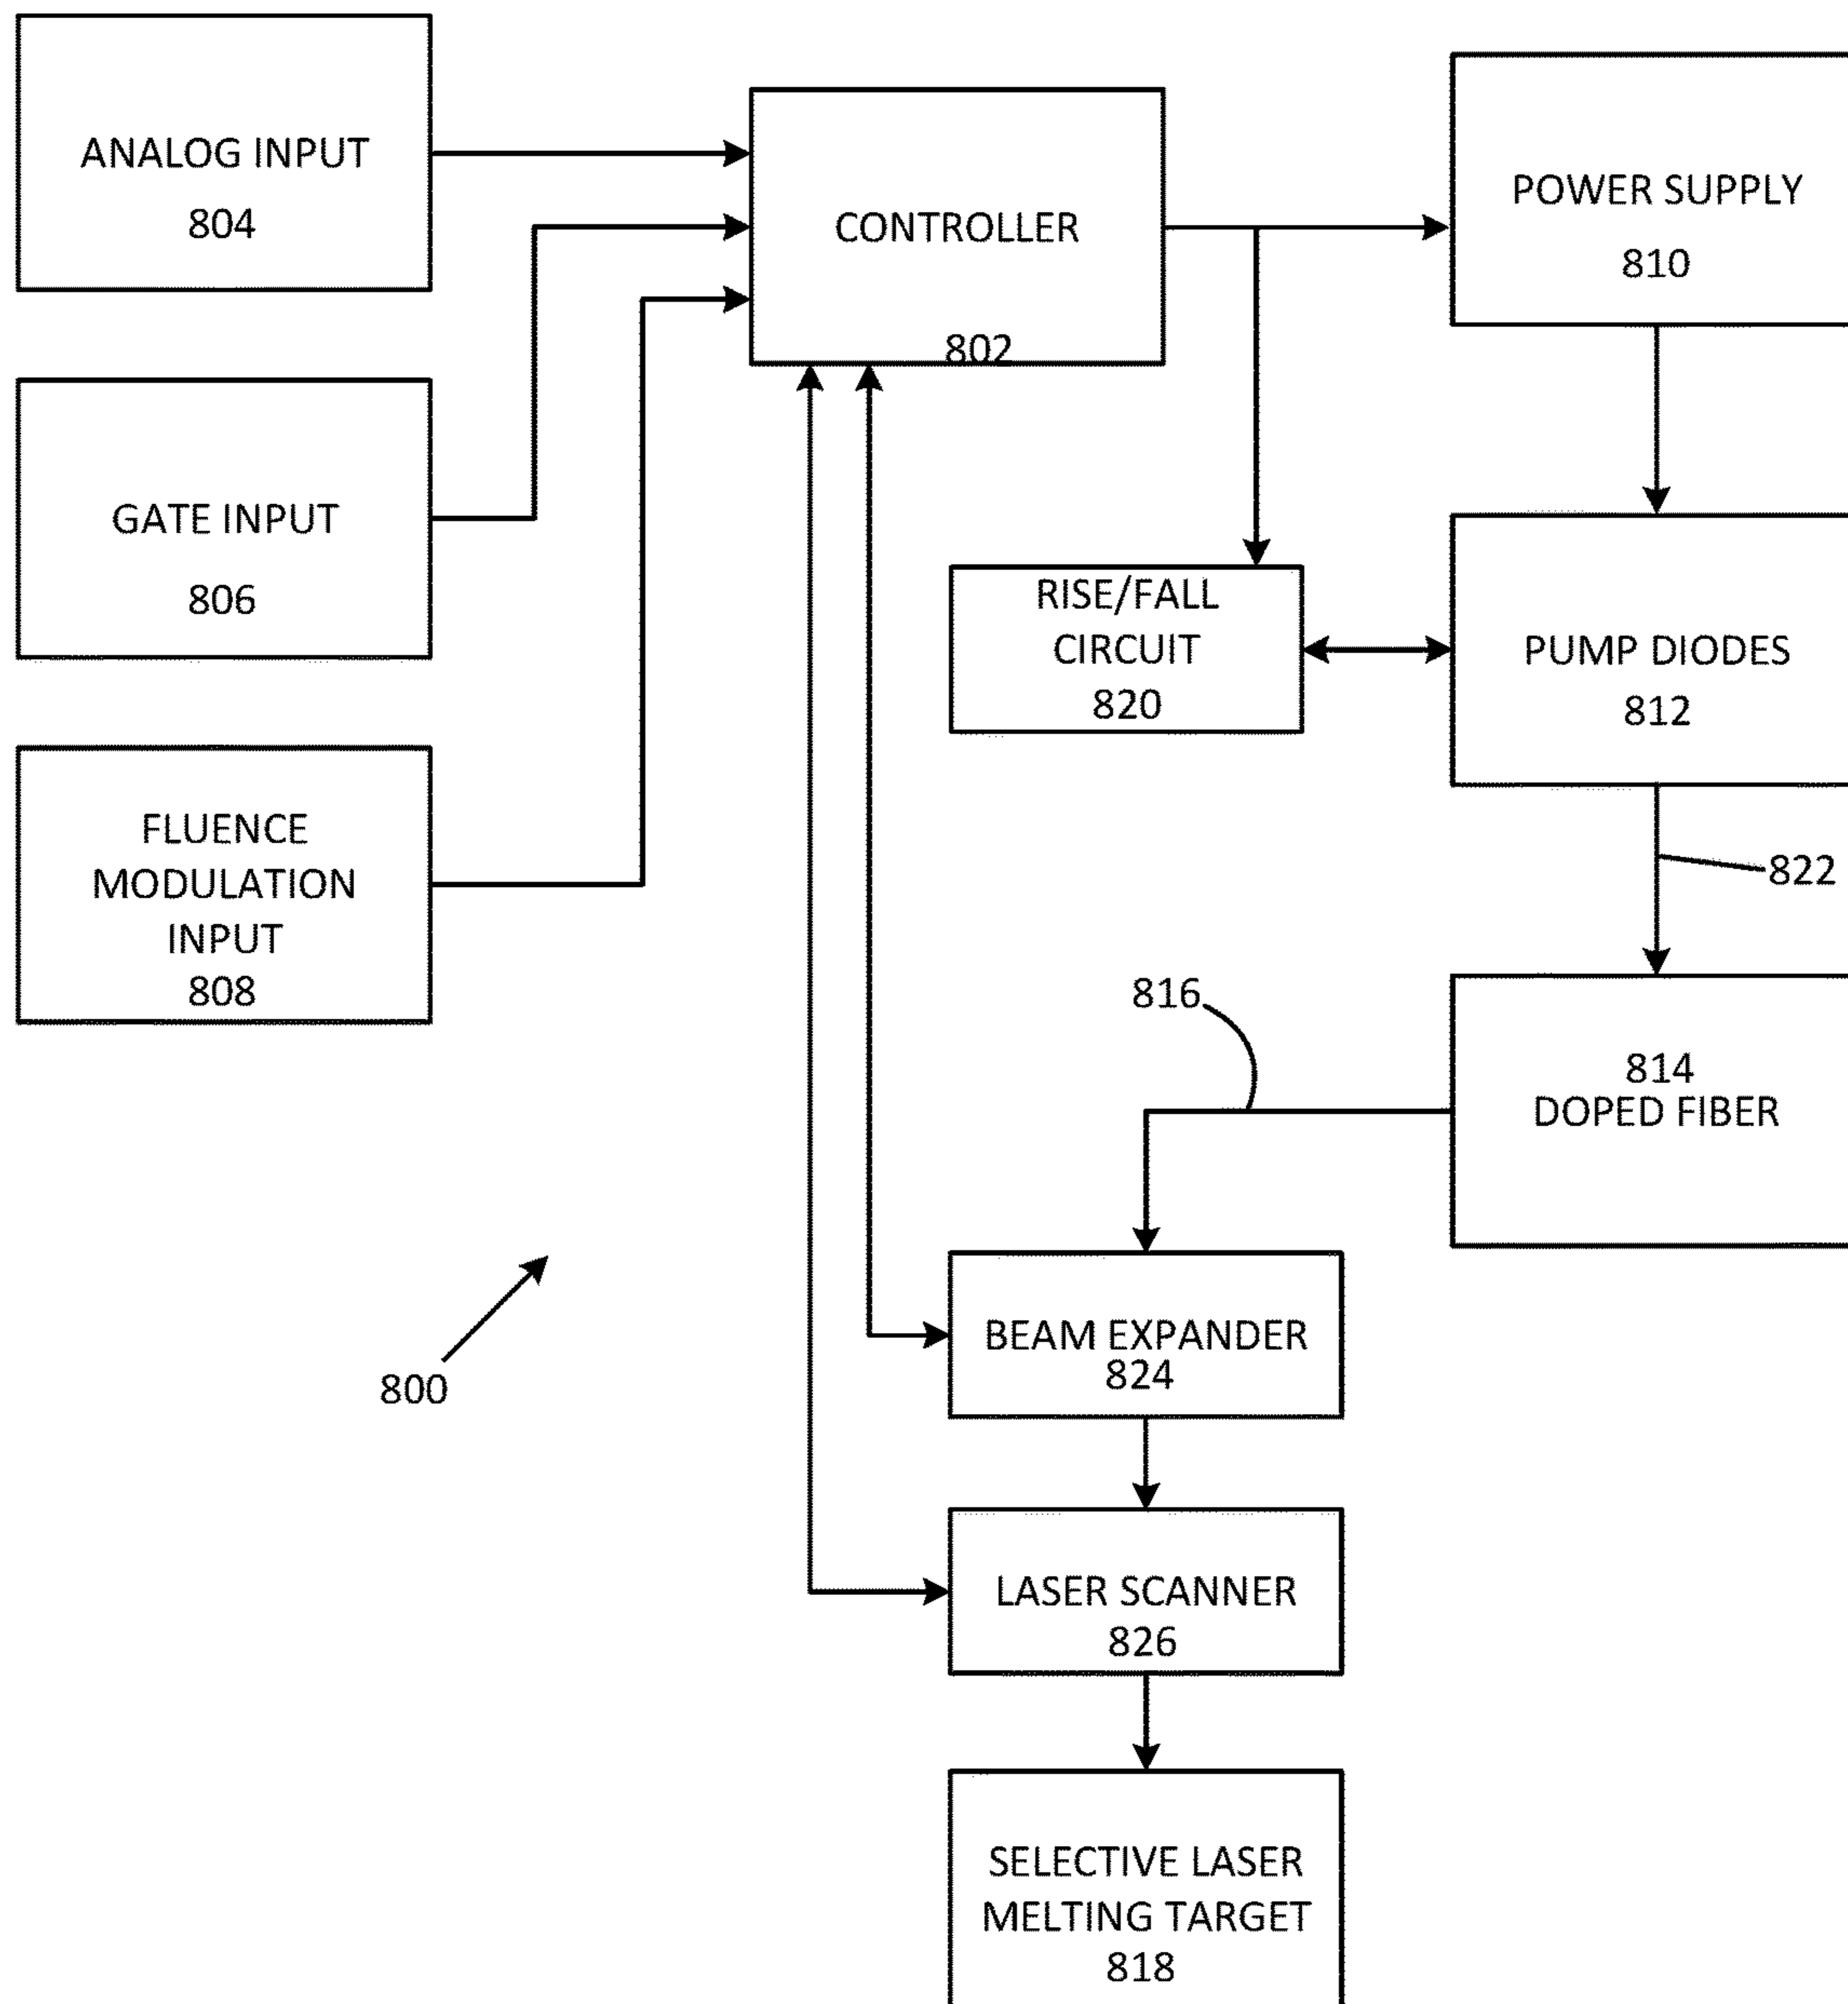 ANALOG INPUT
804
GATE INPUT
806
FLUENCE
MODULATION
INPUT
808
CONTROLLER
802
POWER SUPPLY
810
RISE/FALL
CIRCUIT
820
PUMP DIODES
812
822
816
814
DOPED FIBER
800
BEAM EXPANDER
824
LASER SCANNER
826
SELECTIVE LASER
MELTING TARGET
818